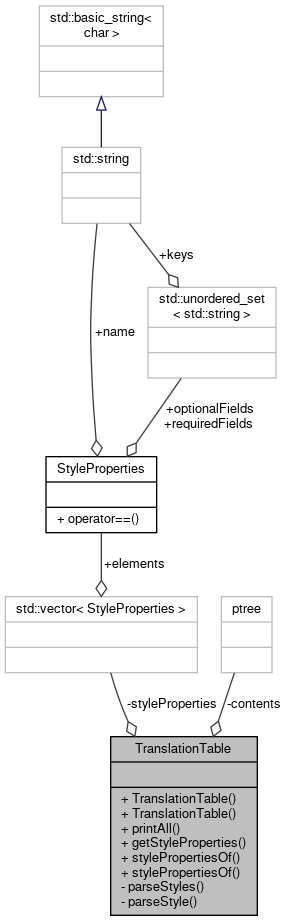 std::basic_string<
char >
std::string
+keys
std::unordered_set
< std::string >
+name
+optionalFields
+requiredFields
StyleProperties
+ operator==()
+elements
std::vector< StyleProperties >
ptree
-styleProperties
-contents
TranslationTable
+ TranslationTable()
+ TranslationTable()
+ printAll()
+ getStyleProperties()
+ stylePropertiesOf()
+ stylePropertiesOf()
- parseStyles()
- parseStyle()